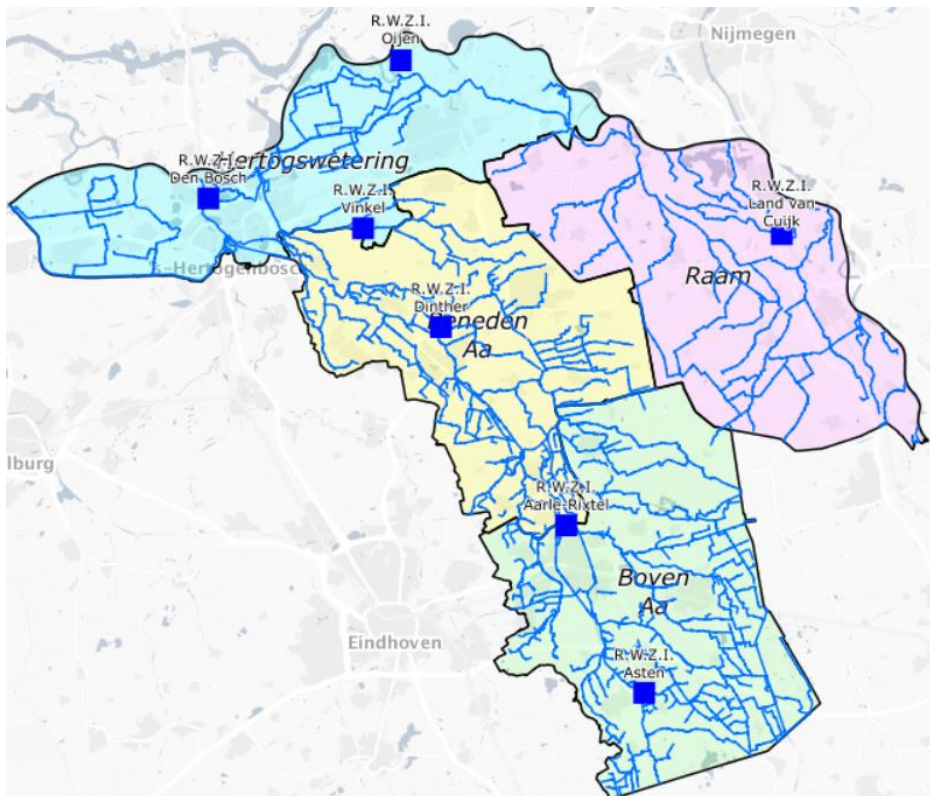 R.W.Z.I.
Oijen
Nijmegen
Hertogswetering
R.W.Z.I.
Den Bosch
R.W.Z.I.
Vinkel
R.W.Z.I.
Land van
Cuijk
s-Hertogenbosc
Raam
R.W.Z.I.
Dinther
Beneden
Aa
lburg
R.W.Z.I.
Aarle-Rixtel
Boven
Aa
Eindhoven
R.W.Z.I.
Asten